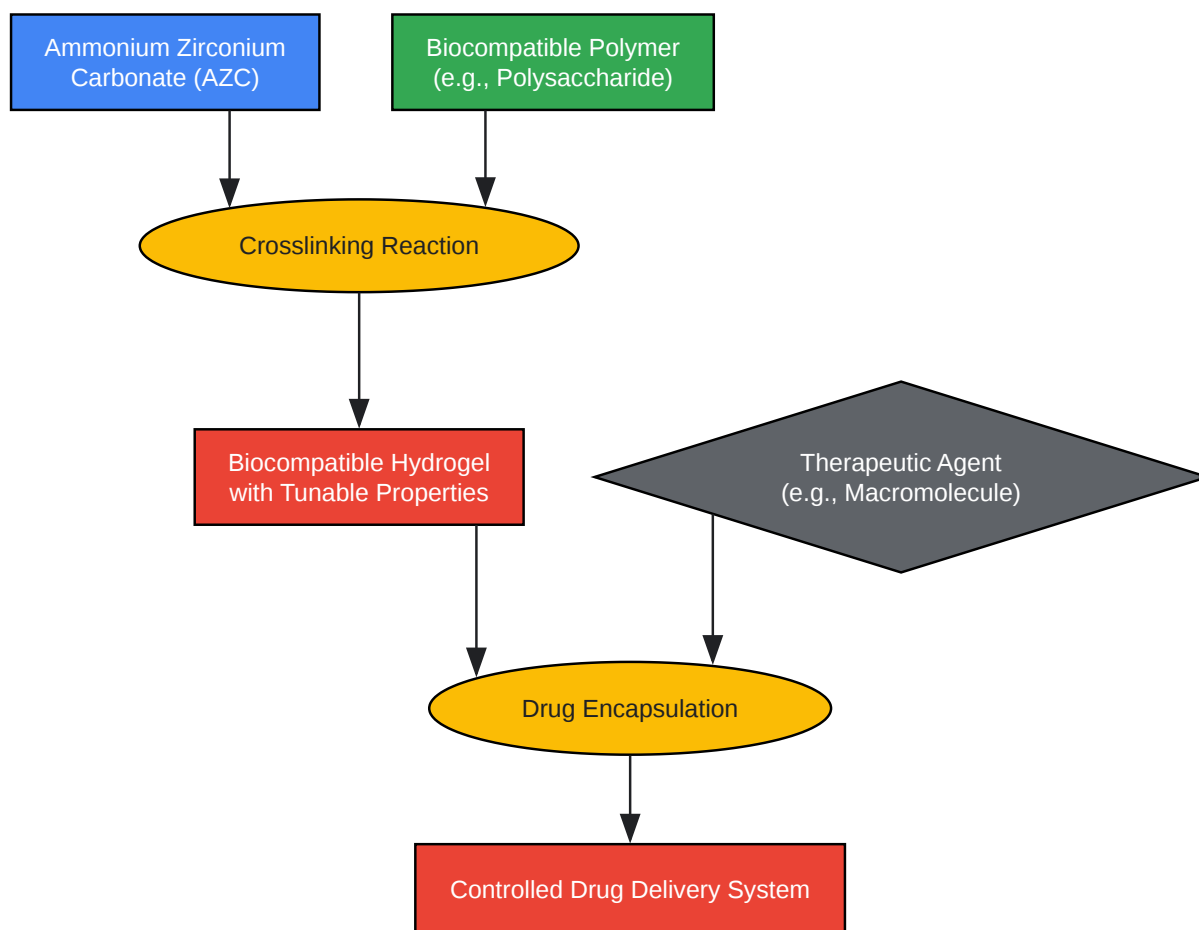 Ammonium Zirconium
Carbonate (AZC)
Biocompatible Polymer
(e.g., Polysaccharide)
Crosslinking Reaction
Biocompatible Hydrogel
with Tunable Properties
Therapeutic Agent
(e.g., Macromolecule)
Drug Encapsulation
Controlled Drug Delivery System